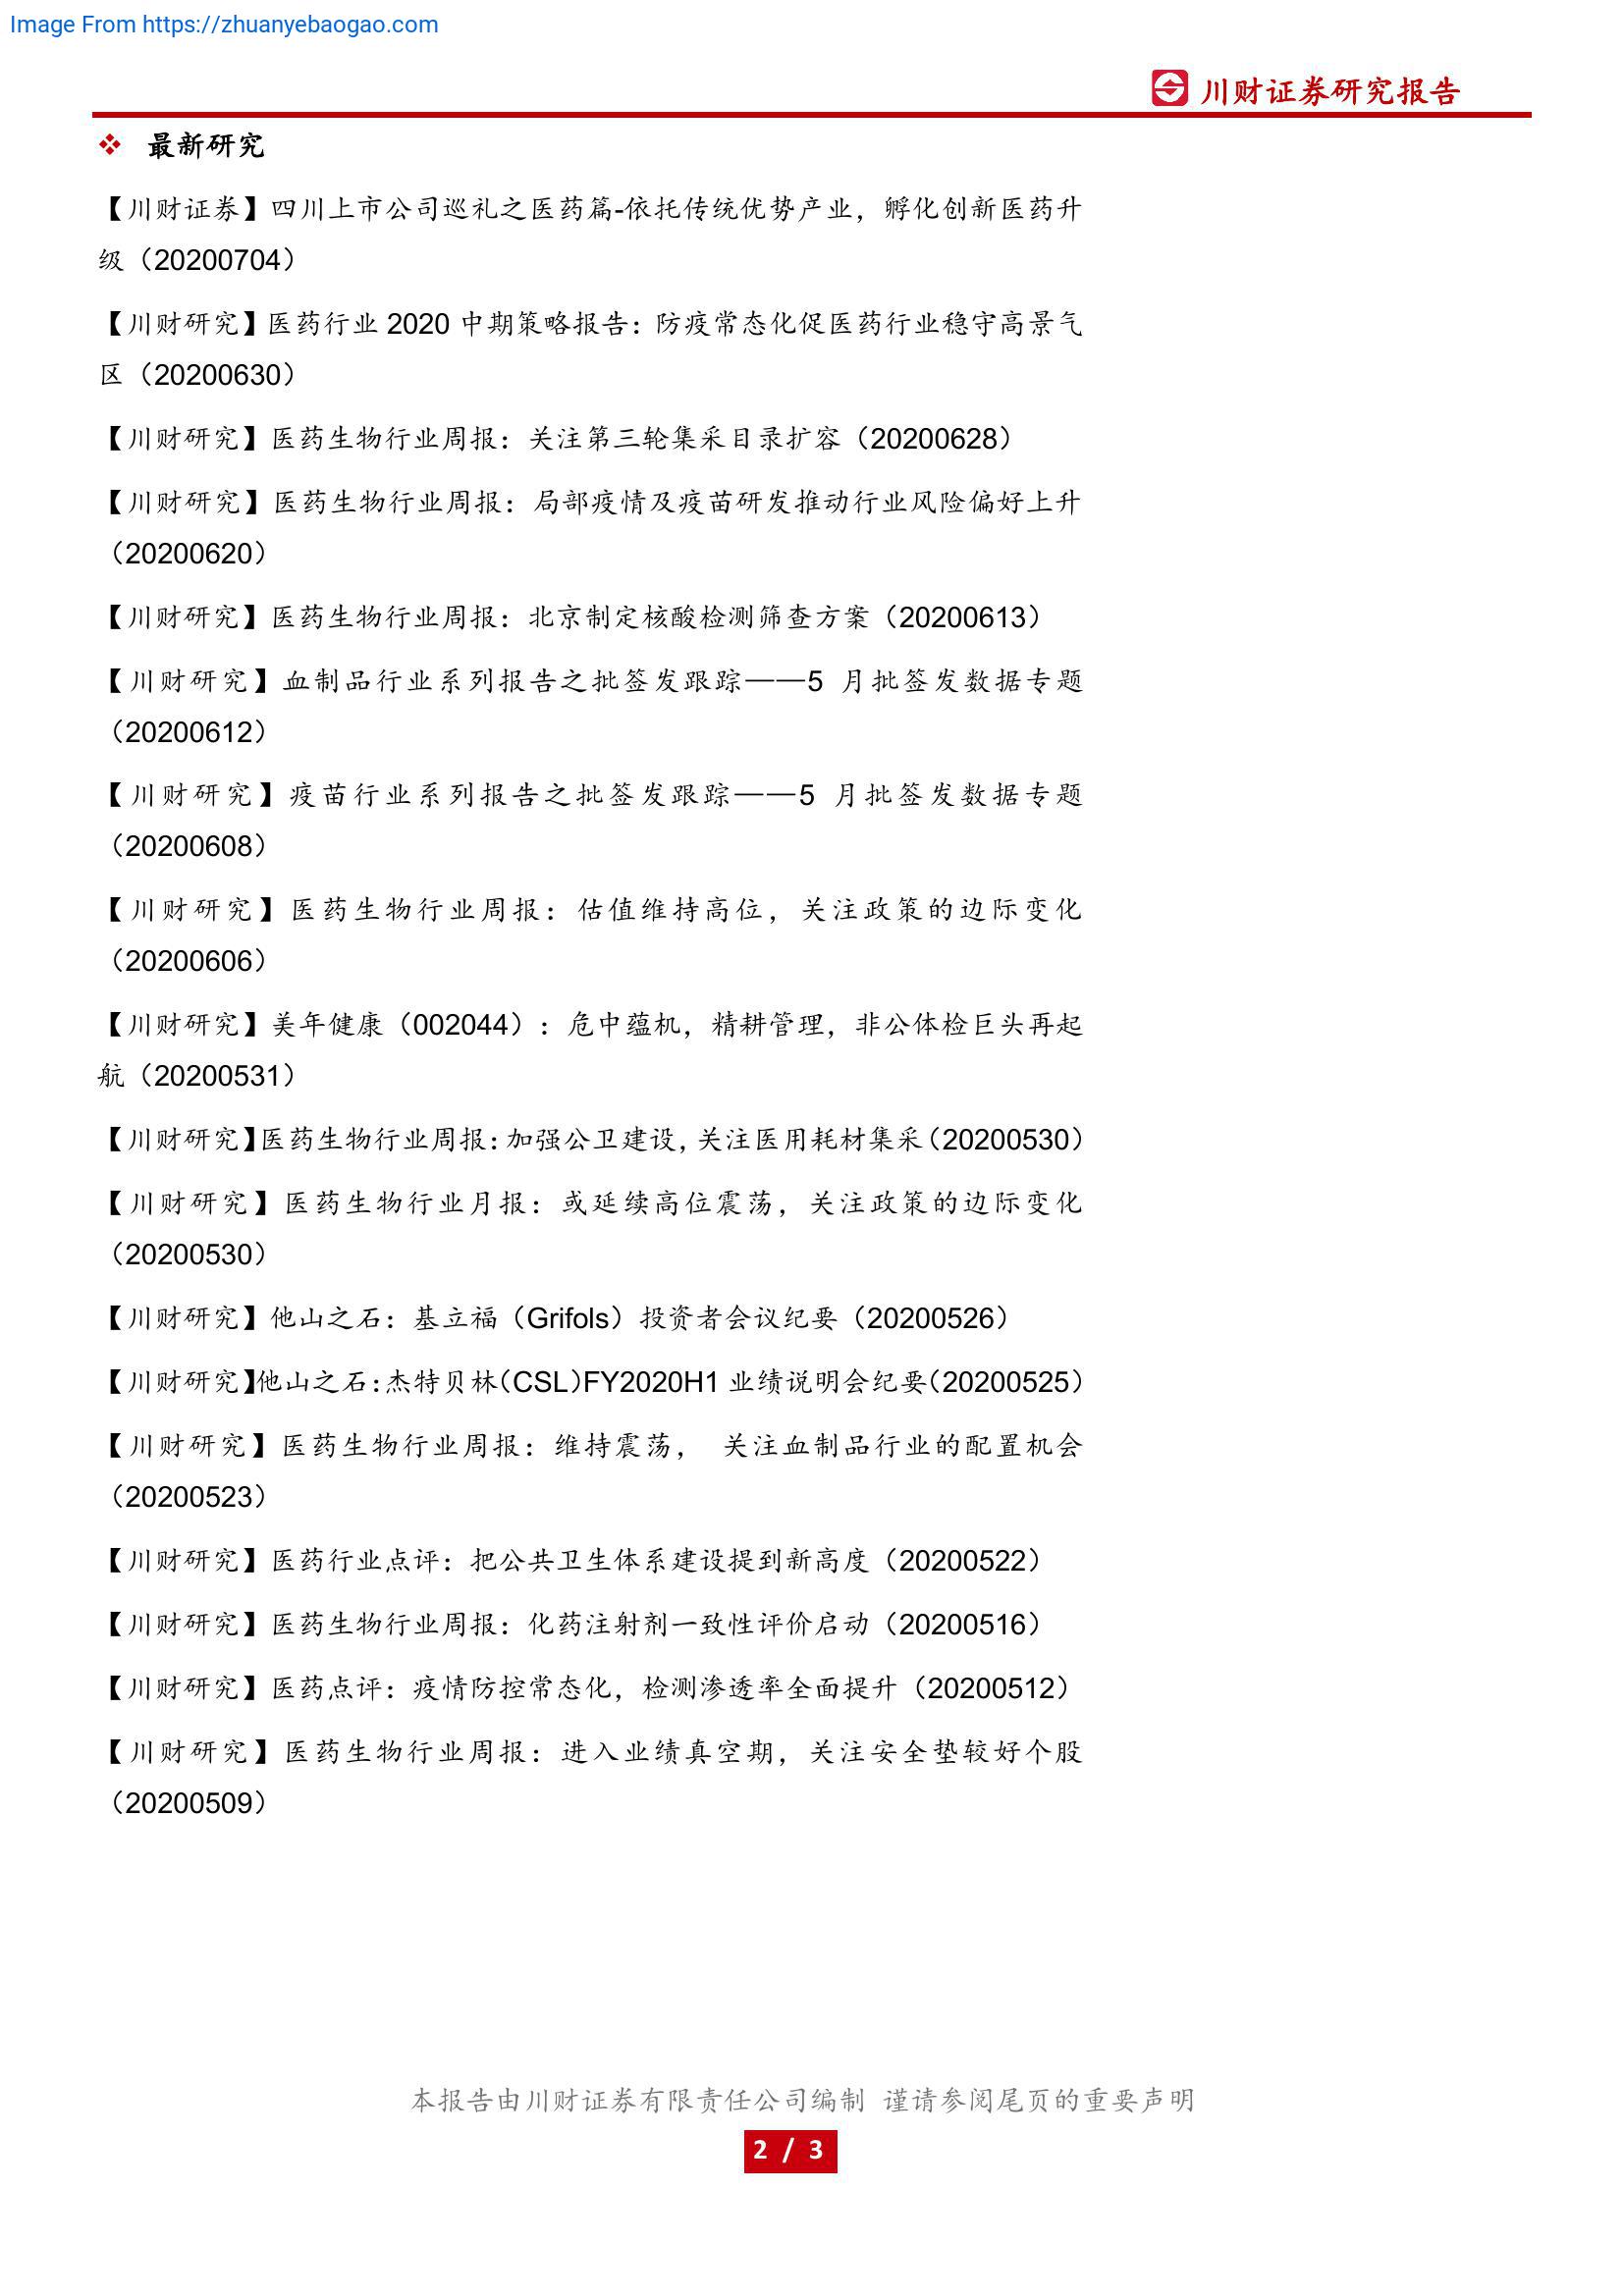 Image From https://zhuanyebaogao.com
川财证券研究报告
最新研究
【川财证券】四川上市公司巡礼之医药篇-依托传统优势产业，孵化创新医药升
级（20200704）
【川财研究】医药行业 2020 中期策略报告：防疫常态化促医药行业稳守高景气
区（20200630）
【川财研究】医药生物行业周报：关注第三轮集采目录扩容（20200628）
【川财研究】医药生物行业周报：局部疫情及疫苗研发推动行业风险偏好上升
（20200620）
【川财研究】医药生物行业周报：北京制定核酸检测筛查方案（20200613）
【川财研究】血制品行业系列报告之批签发跟踪——5 月批签发数据专题
（20200612）
【川财研究】疫苗行业系列报告之批签发跟踪——5 月批签发数据专题
（20200608）
【川财研究】医药生物行业周报：估值维持高位，关注政策的边际变化
（20200606）
【川财研究】美年健康（002044）：危中蕴机，精耕管理，非公体检巨头再起
航（20200531）
【川财研究】医药生物行业周报：加强公卫建设，关注医用耗材集采（20200530）
【川财研究】医药生物行业月报：或延续高位震荡，关注政策的边际变化
（20200530）
【川财研究】他山之石：基立福（Grifols）投资者会议纪要（20200526）
【川财研究】他山之石：杰特贝林（CSL）FY2020H1 业绩说明会纪要（20200525）
【川财研究】医药生物行业周报：维持震荡， 关注血制品行业的配置机会
（20200523）
【川财研究】医药行业点评：把公共卫生体系建设提到新高度（20200522）
【川财研究】医药生物行业周报：化药注射剂一致性评价启动（20200516）
【川财研究】医药点评：疫情防控常态化，检测渗透率全面提升（20200512）
【川财研究】医药生物行业周报：进入业绩真空期，关注安全垫较好个股
（20200509）
本报告由川财证券有限责任公司编制 谨请参阅尾页的重要声明
2 / 3